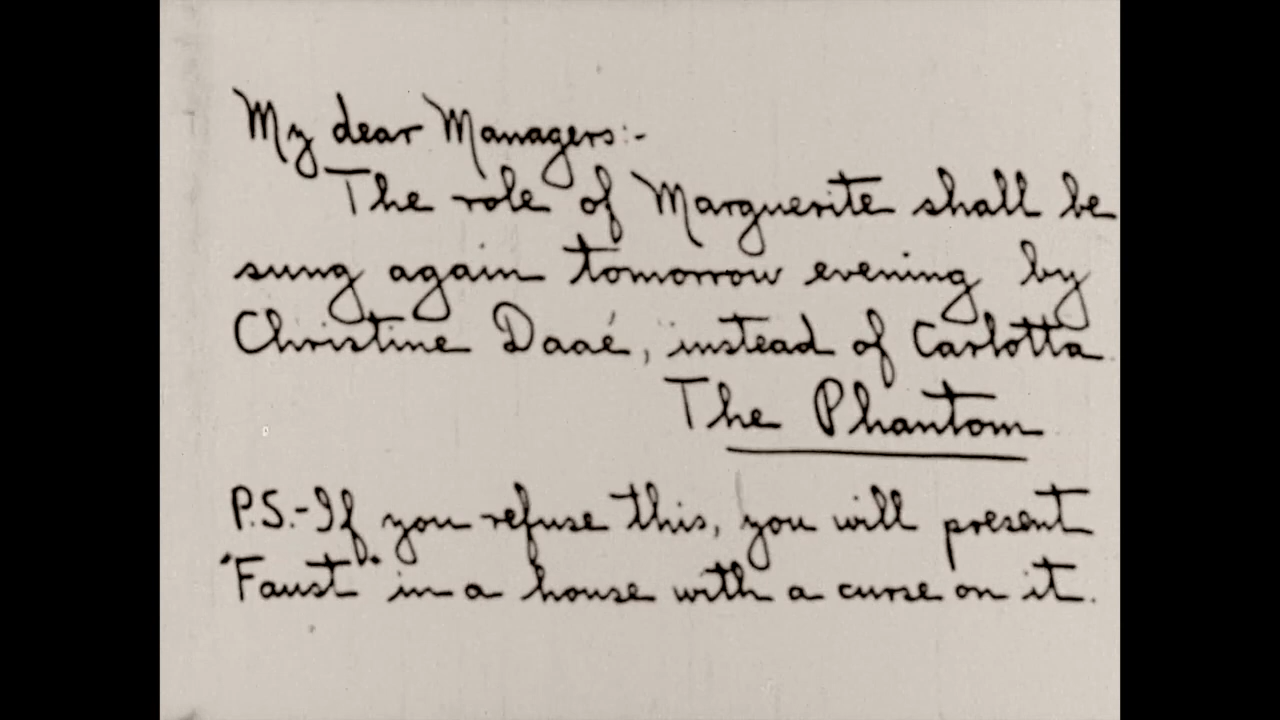 My dear Managers:-
The role of Marguerite shall be
sung again tomorrow evening by
Christine Daaé, instead of Carlotta
The Phantom
P.S.-If you refuse this, you will present
"Faust" in a house with a curse on it.